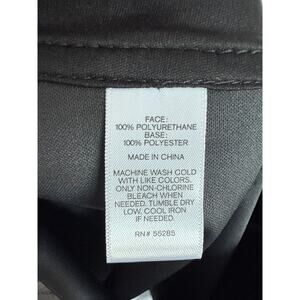 FACE:
100% POLYURETHANE
BASE:
100% POLYESTER
MADE IN CHINA
MACHINE WASH COLD
WITH LIKE COLORS.
ONLY NON-CHLORINE
BLEACH WHEN
NEEDED. TUMBLE DRY
LOW. COOL IRON
IF NEEDED.
RN# 55285